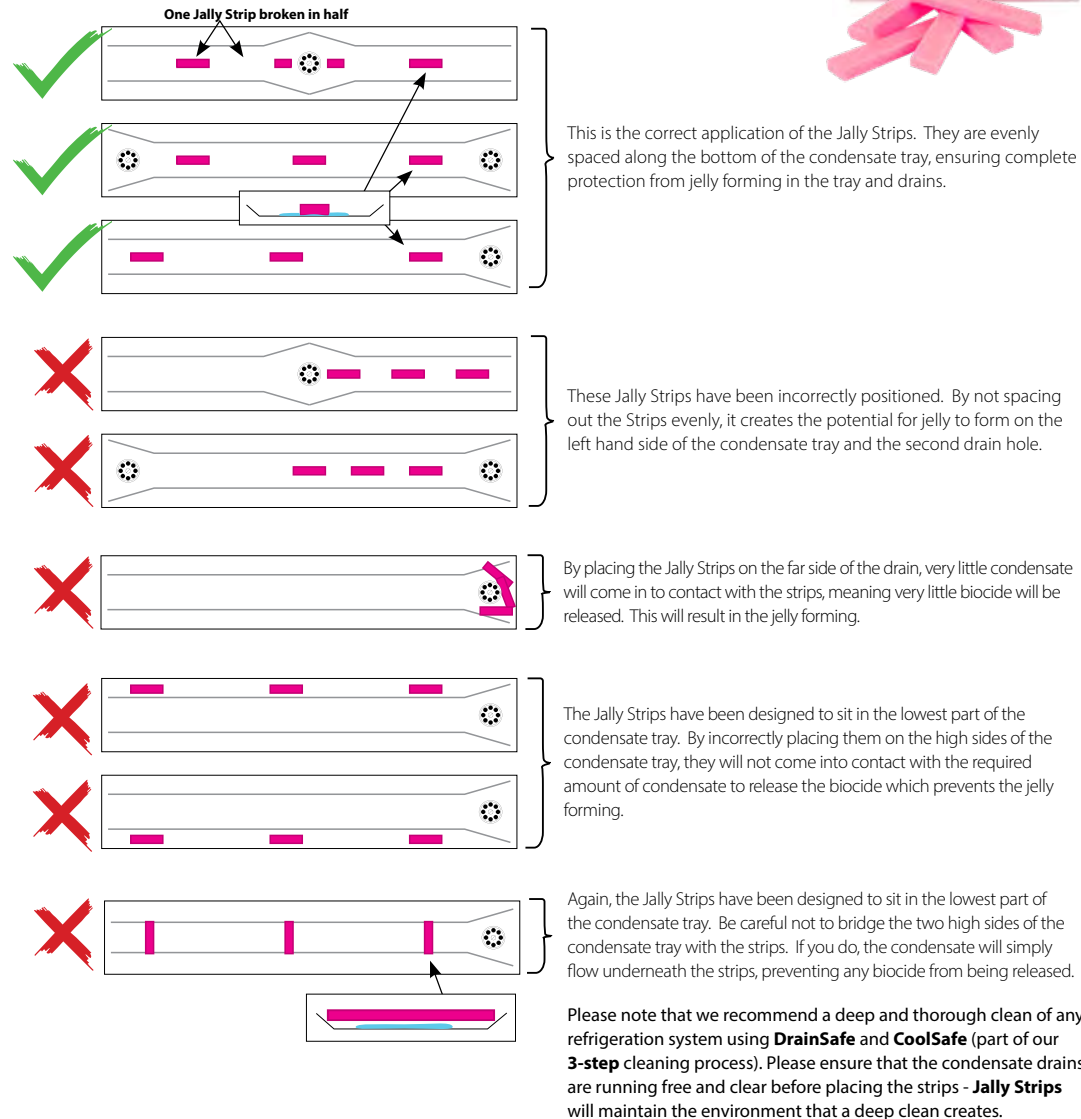 One Jally Strip broken in half
This is the correct application of the Jally Strips. They are evenly
spaced along the bottom of the condensate tray, ensuring complete
protection from jelly forming in the tray and drains.
These Jally Strips have been incorrectly positioned. By not spacing
out the Strips evenly, it creates the potential for jelly to form on the
left hand side of the condensate tray and the second drain hole.
By placing the Jally Strips on the far side of the drain, very little condensate
will come in to contact with the strips, meaning very little biocide will be
released. This will result in the jelly forming.
The Jally Strips have been designed to sit in the lowest part of the
condensate tray. By incorrectly placing them on the high sides of the
condensate tray, they will not come into contact with the required
amount of condensate to release the biocide which prevents the jelly
forming.
Again, the Jally Strips have been designed to sit in the lowest part of
the condensate tray. Be careful not to bridge the two high sides of the
condensate tray with the strips. If you do, the condensate will simply
flow underneath the strips, preventing any biocide from being released.
Please note that we recommend a deep and thorough clean of any
refrigeration system using DrainSafe and CoolSafe (part of our
3-step cleaning process). Please ensure that the condensate drains
are running free and clear before placing the strips - Jally Strips
will maintain the environment that a deep clean creates.